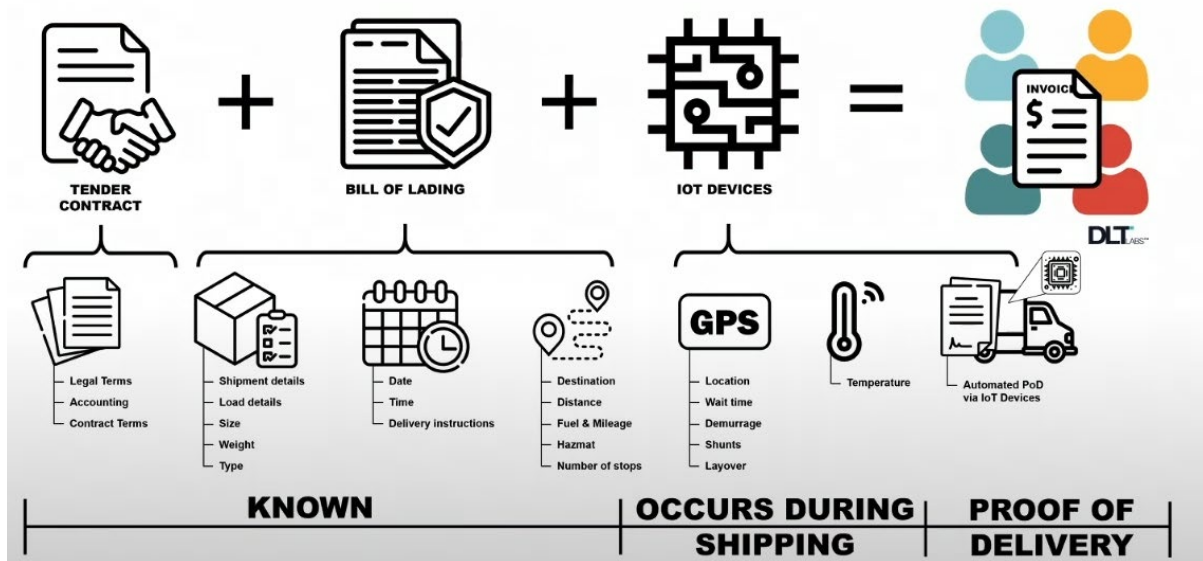 INVOICE
$
TENDER
CONTRACT
BILL OF LADING
IOT DEVICES
DLT
LABS™
GPS
Legal Terms
Accounting
Contract Terms
Shipment details
Load details
Size
Weight
Type
Date
Time
Delivery instructions
Destination
Distance
Fuel & Mileage
Hazmat
Number of stops
Location
Wait time
Demurrage
Shunts
Layover
Temperature
Automated PoD
via IoT Devices
KNOWN
OCCURS DURING
SHIPPING
PROOF OF
DELIVERY